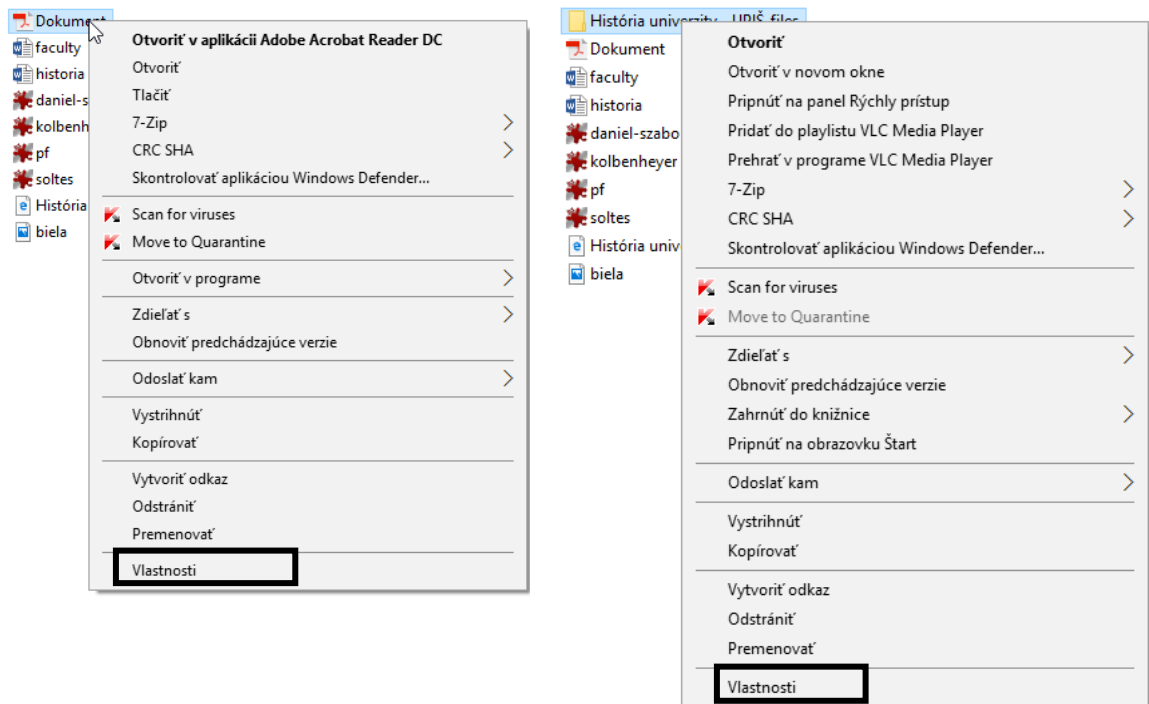 Dokument
faculty
historia
daniel-s
kolbenh
pf
soltes
História
biela
Otvoriť v aplikácii Adobe Acrobat Reader DC
Otvoriť
Tlačiť
7-Zip
CRC SHA
Skontrolovať aplikáciou Windows Defender...
Scan for viruses
Move to Quarantine
Otvoriť v programe
Zdieľať s
Obnoviť predchádzajúce verzie
Odoslať kam
Vystrihnúť
Kopírovať
Vytvoriť odkaz
Odstrániť
Premenovať
Vlastnosti
História univerzity – UPJŠ_files
Dokument
faculty
historia
daniel-szabo
kolbenheyer
pf
soltes
História univ
biela
Otvoriť
Otvoriť v novom okne
Pripnúť na panel Rýchly prístup
Pridať do playlistu VLC Media Player
Prehrať v programe VLC Media Player
7-Zip
CRC SHA
Skontrolovať aplikáciou Windows Defender...
Scan for viruses
Move to Quarantine
Zdieľať s
Obnoviť predchádzajúce verzie
Zahrnúť do knižnice
Pripnúť na obrazovku Štart
Odoslať kam
Vystrihnúť
Kopírovať
Vytvoriť odkaz
Odstrániť
Premenovať
Vlastnosti